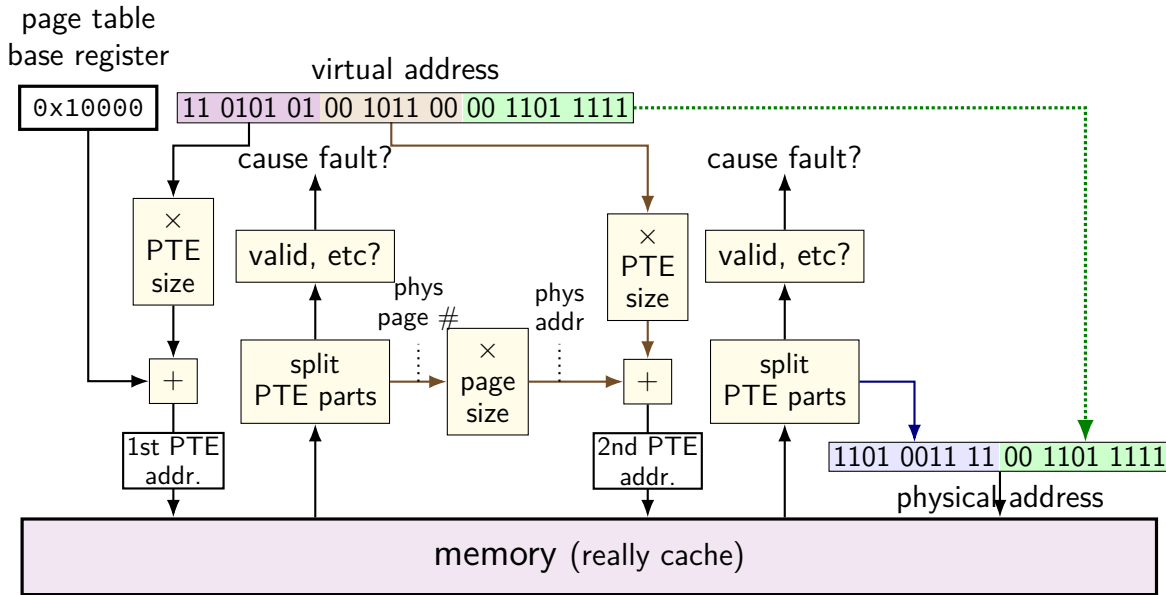 page table
base register
0x10000
virtual address
11 0101 01 00 1011 00 00 1101 1111
cause fault?
cause fault?
×
PTE
size
valid, etc?
×
PTE
size
valid, etc?
phys
page #
phys
addr
+
split
PTE parts
×
page
size
+
split
PTE parts
1st PTE
addr.
2nd PTE
addr.
1101 0011 11 00 1101 1111
physical address
memory (really cache)